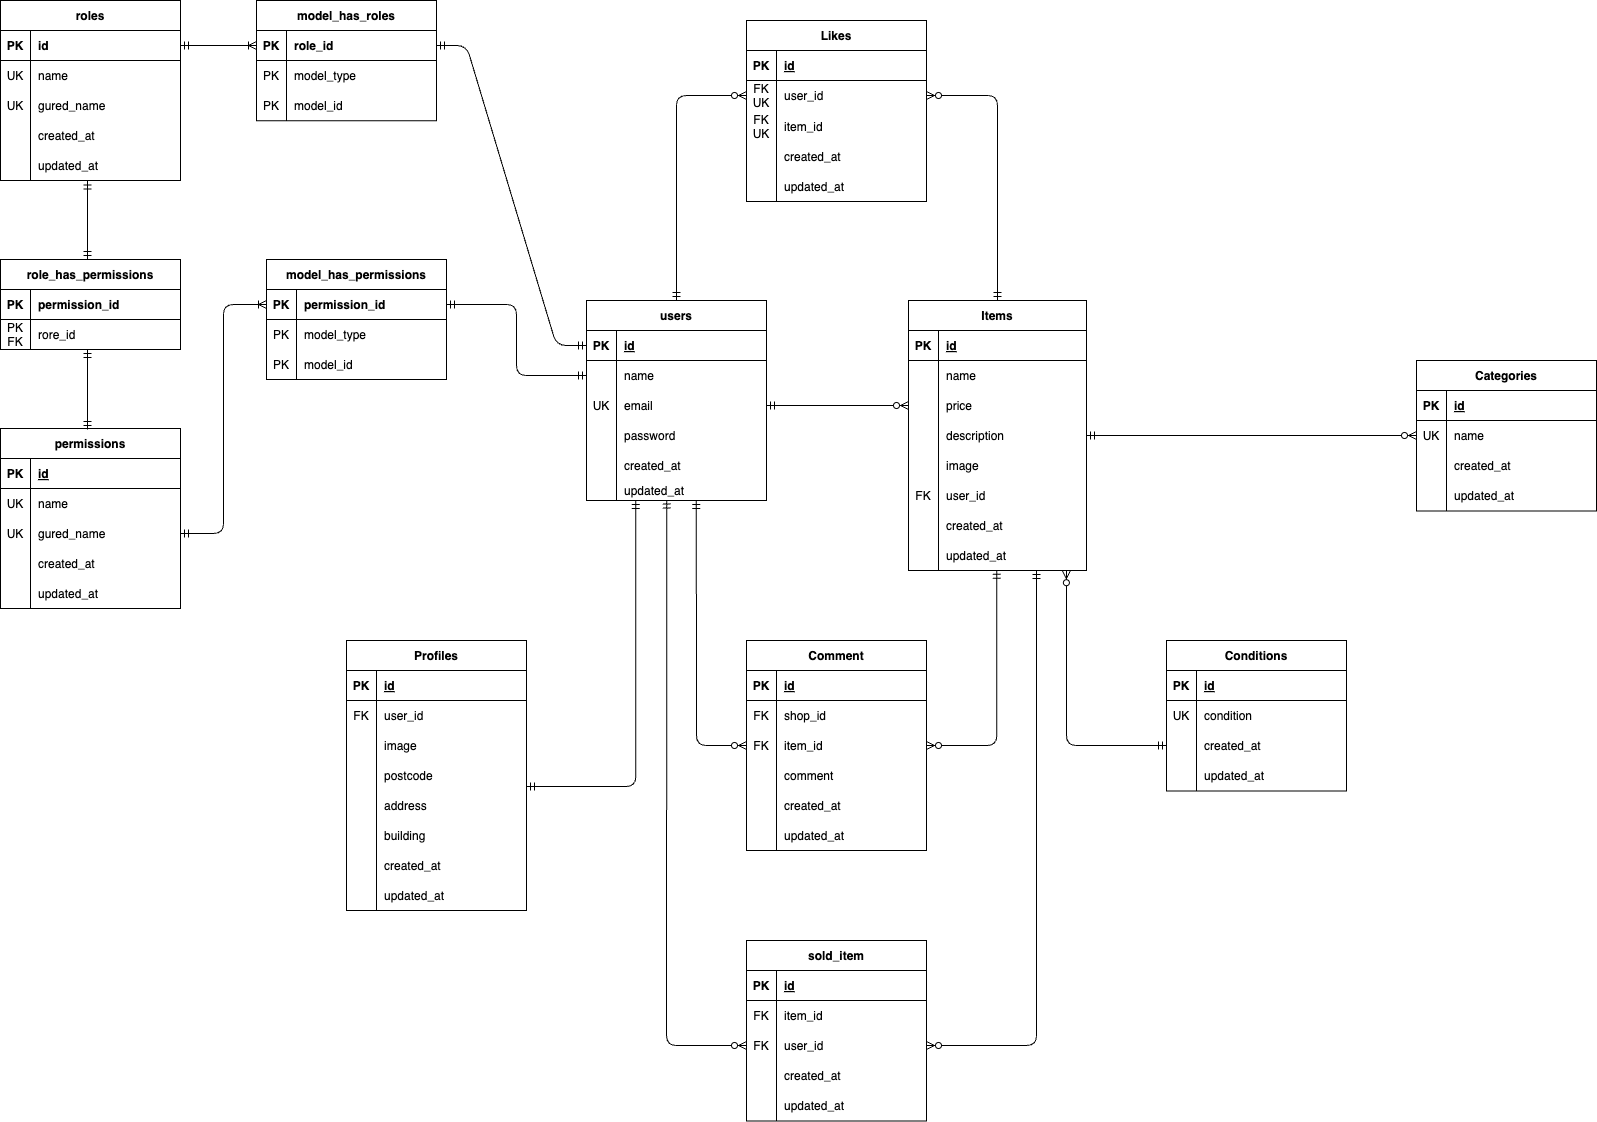 roles
PK id
UK name
UK gured_name
created_at
updated_at
model_has_roles
PK role_id
PK model_type
PK model_id
Likes
PK id
FK UK user_id
FK UK item_id
created_at
updated_at
role_has_permissions
PK permission_id
PK FK rore_id
model_has_permissions
PK permission_id
PK model_type
PK model_id
users
PK id
name
UK email
password
created_at
updated_at
Items
PK id
name
price
description
image
FK user_id
created_at
updated_at
Categories
PK id
UK name
created_at
updated_at
permissions
PK id
UK name
UK gured_name
created_at
updated_at
Profiles
PK id
FK user_id
image
postcode
address
building
created_at
updated_at
Comment
PK id
FK shop_id
FK item_id
comment
created_at
updated_at
Conditions
PK id
UK condition
created_at
updated_at
sold_item
PK id
FK item_id
FK user_id
created_at
updated_at